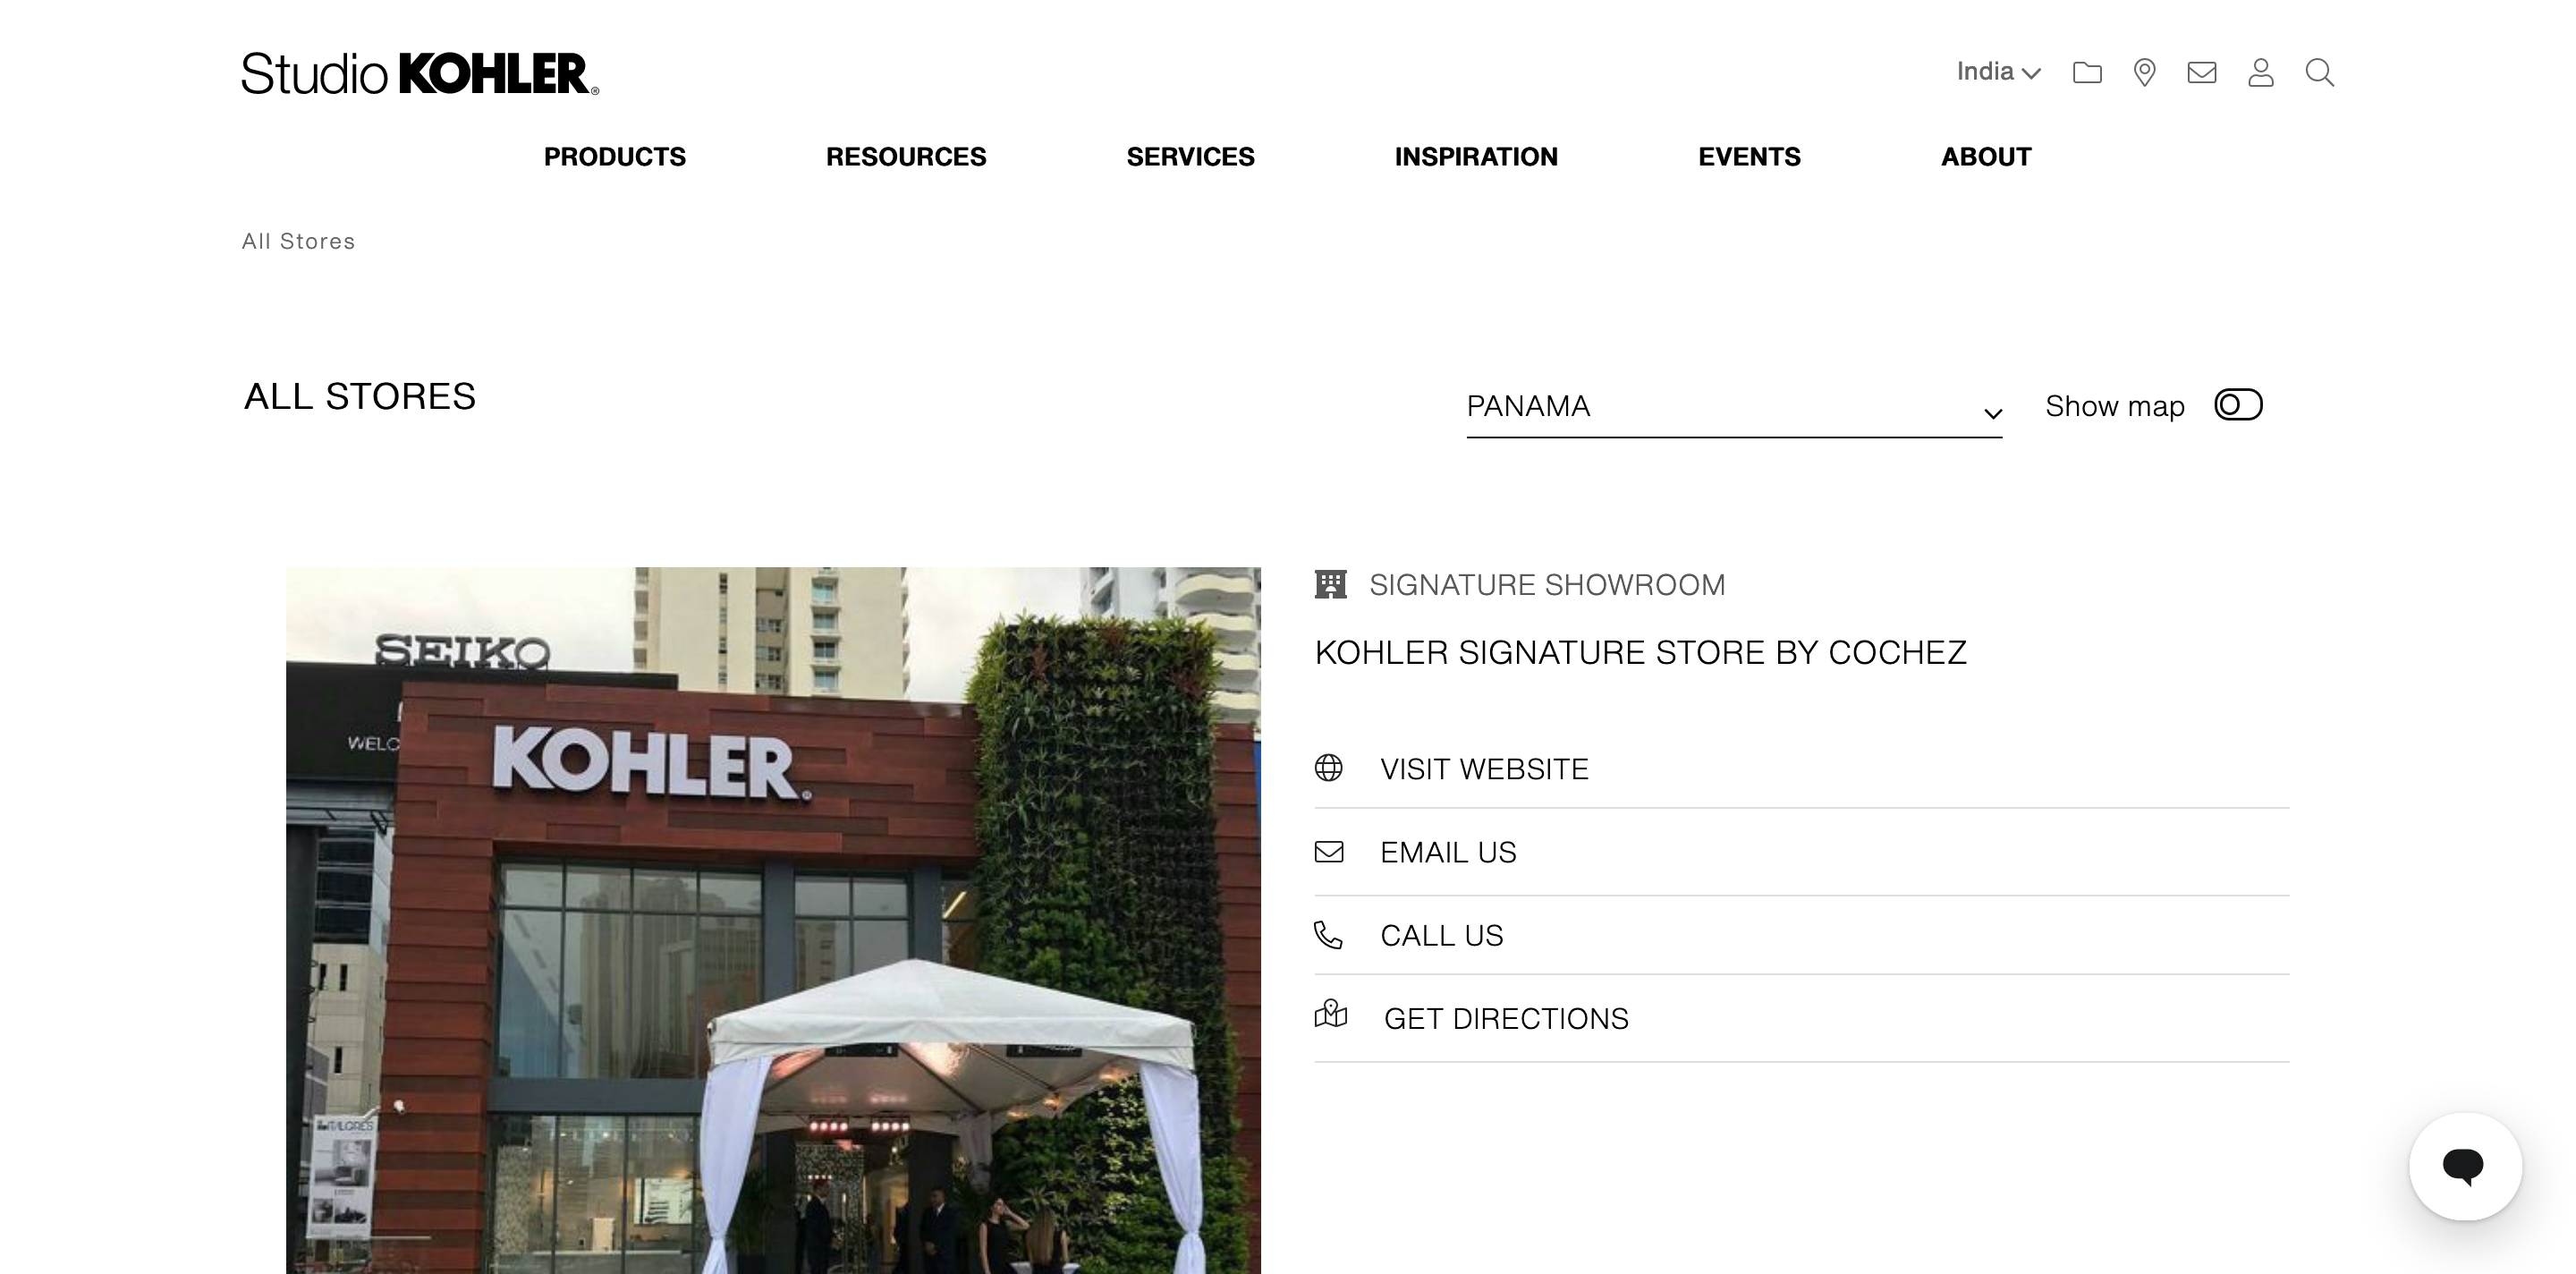 Studio KOHLER®
India
PRODUCTS RESOURCES SERVICES INSPIRATION EVENTS ABOUT
All Stores
ALL STORES
PANAMA
Show map
SEIKO
WELC
KOHLER®
SIGNATURE SHOWROOM
KOHLER SIGNATURE STORE BY COCHEZ
VISIT WEBSITE
EMAIL US
CALL US
GET DIRECTIONS